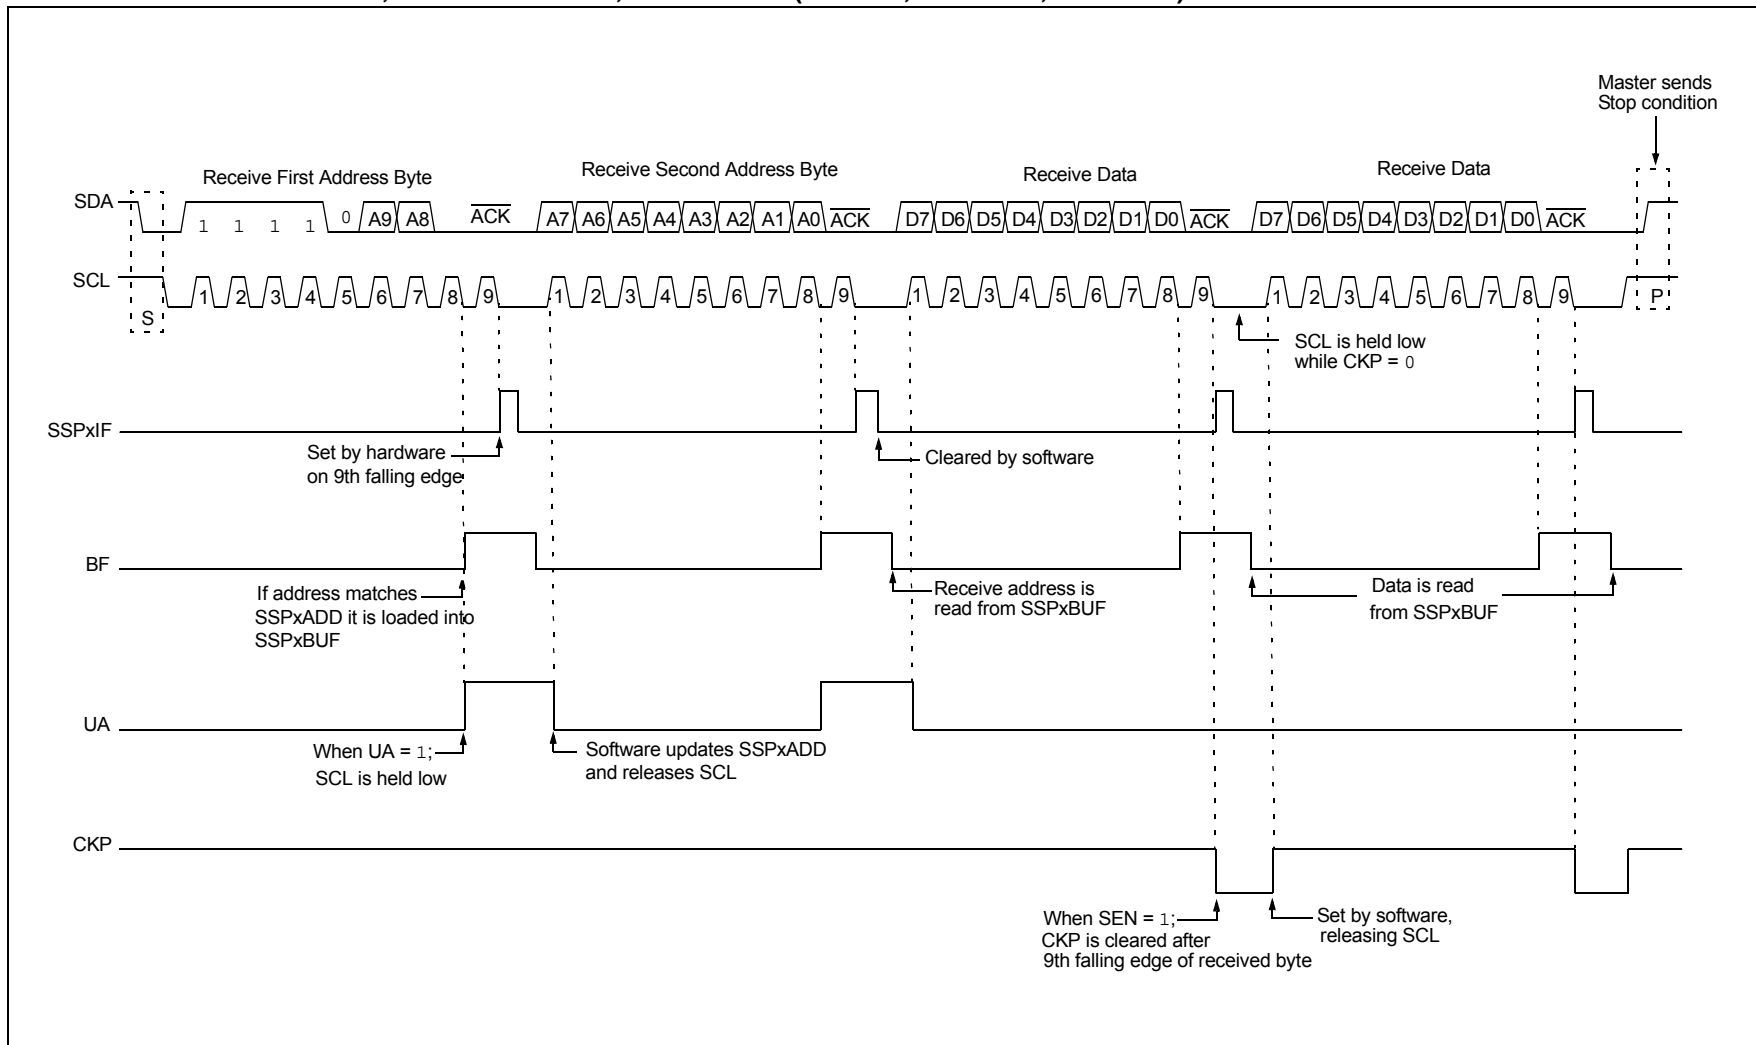 Master sends
Stop condition
Receive First Address Byte
Receive Second Address Byte
Receive Data
Receive Data
SDA
1 1 1 1 0 A9 A8 ACK A7 A6 A5 A4 A3 A2 A1 A0 ACK D7 D6 D5 D4 D3 D2 D1 D0 ACK D7 D6 D5 D4 D3 D2 D1 D0 ACK
SCL
S 1 2 3 4 5 6 7 8 9 1 2 3 4 5 6 7 8 9 1 2 3 4 5 6 7 8 9 1 2 3 4 5 6 7 8 9 P
SCL is held low
while CKP = 0
SSPxIF
Set by hardware
on 9th falling edge
Cleared by software
BF
If address matches
SSPxADD it is loaded into
SSPxBUF
Receive address is
read from SSPxBUF
Data is read
from SSPxBUF
UA
When UA = 1;
SCL is held low
Software updates SSPxADD
and releases SCL
CKP
When SEN = 1;
CKP is cleared after
9th falling edge of received byte
Set by software,
releasing SCL